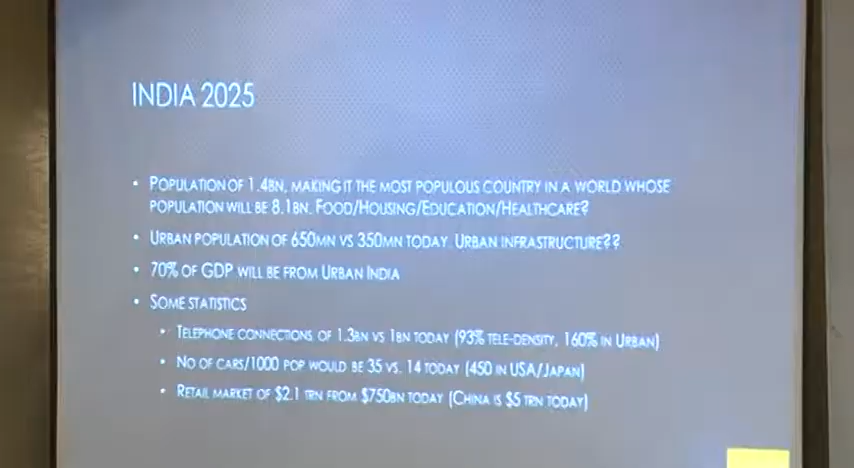 INDIA 2025
• POPULATION OF 1.4BN, MAKING IT THE MOST POPULOUS COUNTRY IN A WORLD WHOSE
POPULATION WILL BE 8.1BN. FOOD/HOUSING/EDUCATION/HEALTHCARE?
• URBAN POPULATION OF 650MN VS 350MN TODAY. URBAN INFRASTRUCTURE??
• 70% OF GDP WILL BE FROM URBAN INDIA
• SOME STATISTICS
• TELEPHONE CONNECTIONS OF 1.3BN VS 1BN TODAY (93% TELE-DENSITY, 160% IN URBAN)
• NO OF CARS/1000 POP WOULD BE 35 VS. 14 TODAY (450 IN USA/JAPAN)
• RETAIL MARKET OF $2.1 TRN FROM $750BN TODAY (CHINA IS $5 TRN TODAY)